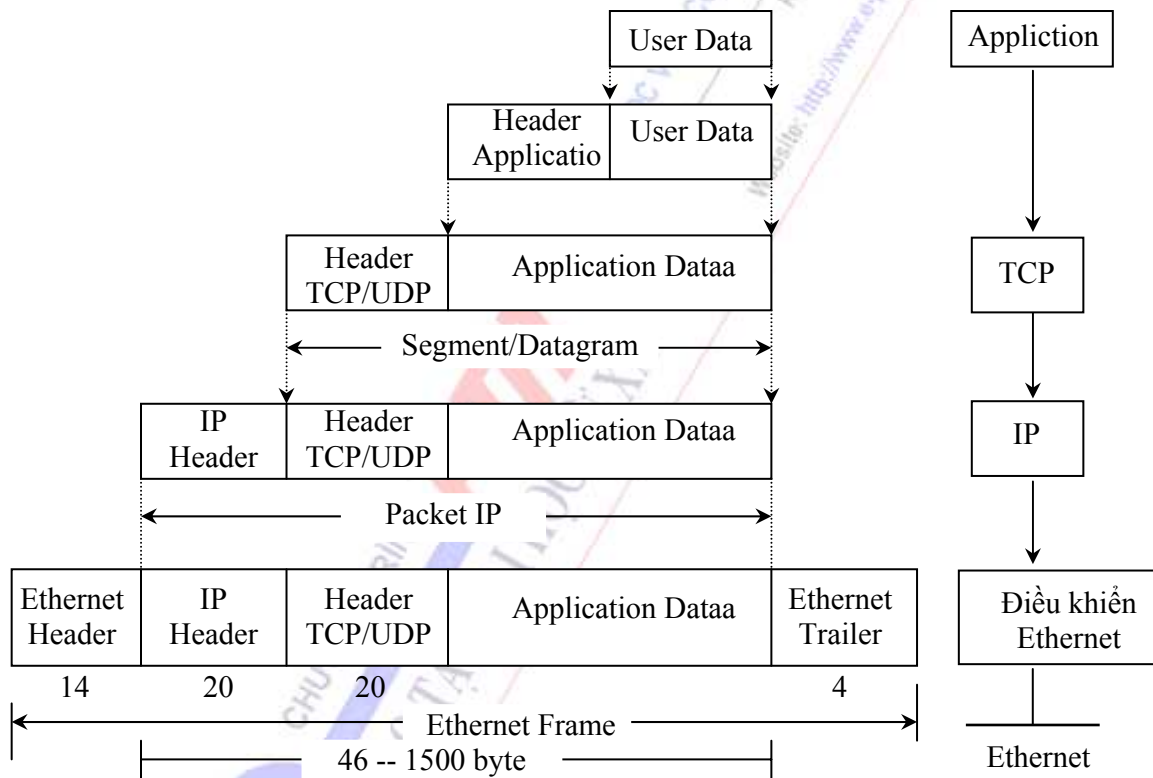 User Data
Appliction
Header
Applicatio
User Data
Header
TCP/UDP
Application Dataa
TCP
Segment/Datagram
IP
Header
Header
TCP/UDP
Application Dataa
IP
Packet IP
Ethernet
Header
IP
Header
Header
TCP/UDP
Application Dataa
Ethernet
Trailer
Điều khiển
Ethernet
14
20
20
4
Ethernet Frame
46 -- 1500 byte
Ethernet